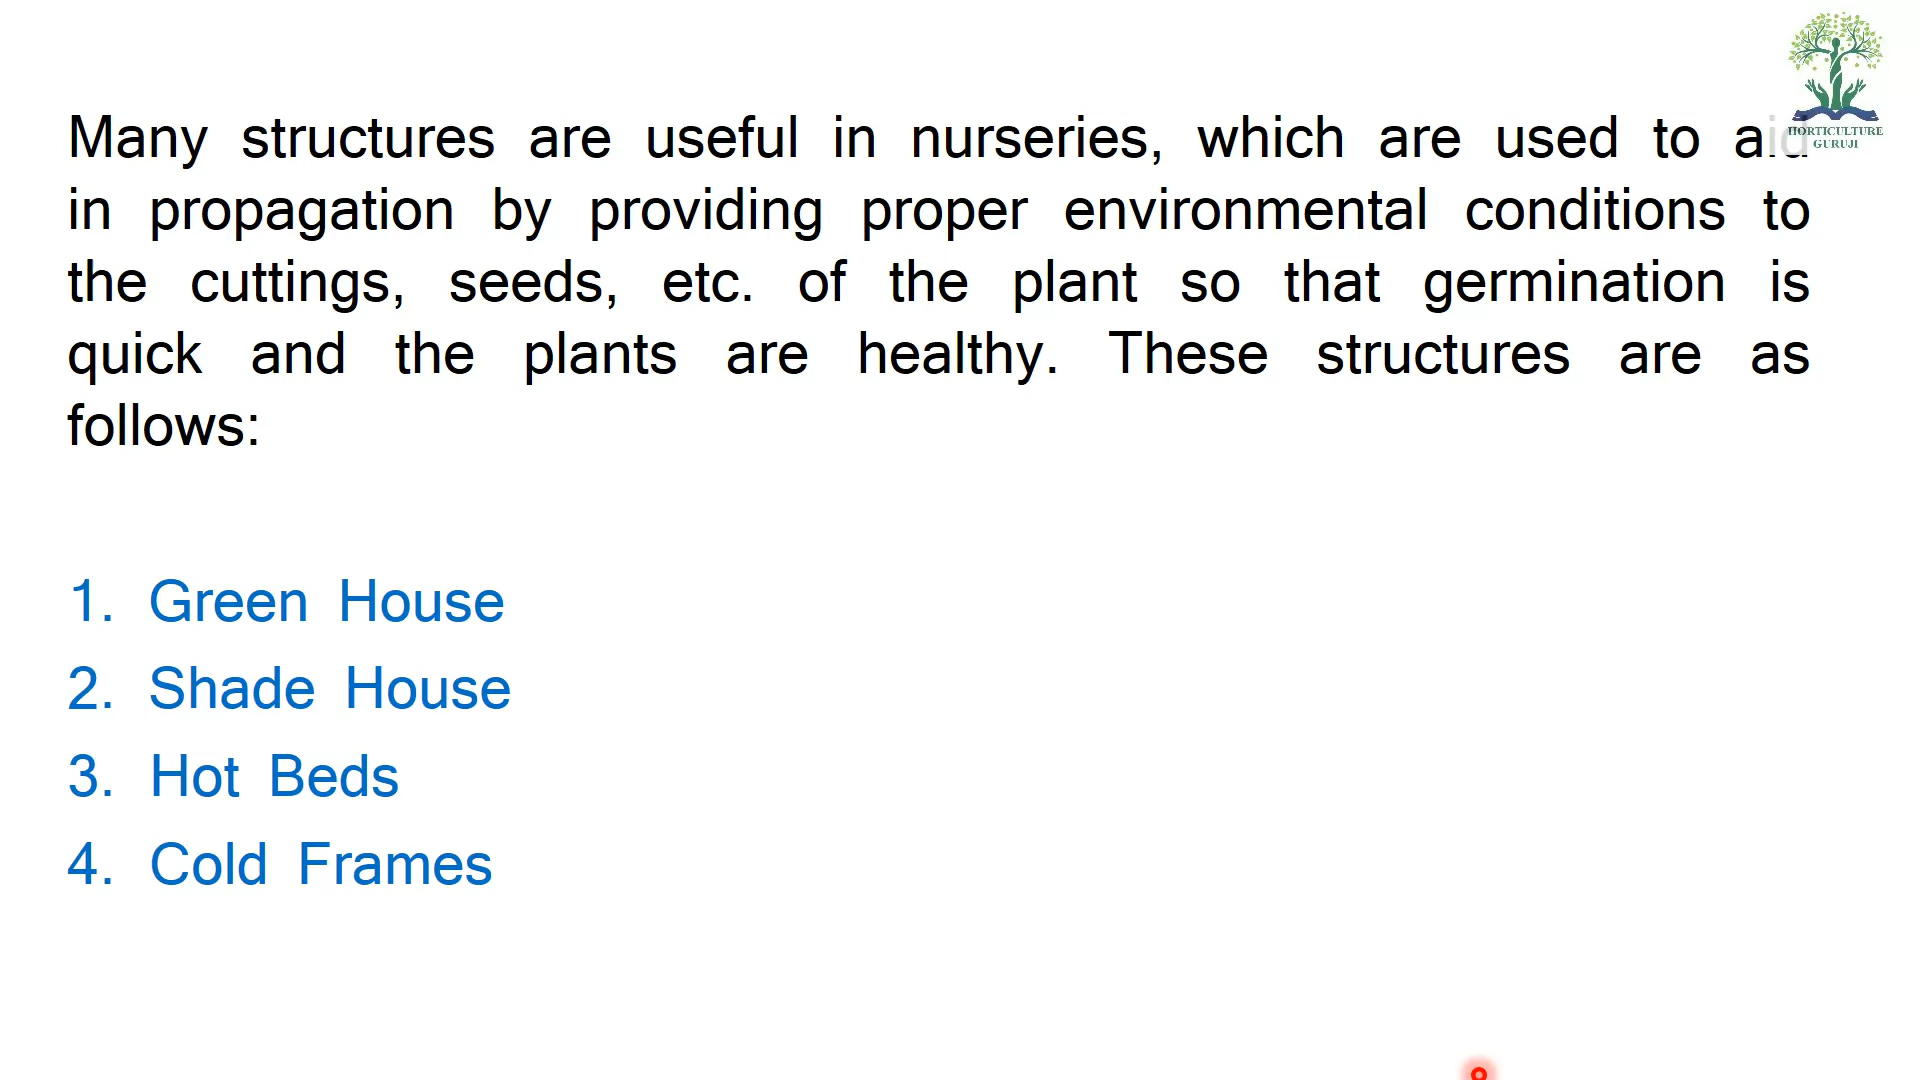 Many structures are useful in nurseries, which are used to aid
in propagation by providing proper environmental conditions to
the cuttings, seeds, etc. of the plant so that germination is
quick and the plants are healthy. These structures are as
follows:
1. Green House
2. Shade House
3. Hot Beds
4. Cold Frames
HORTICULTURE
GURUJI